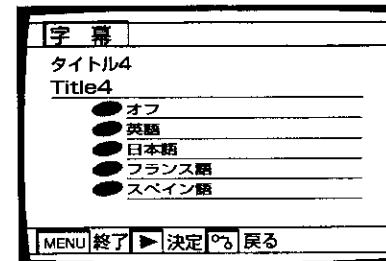 字 幕
タイトル4
Title4
オフ
英語
日本語
フランス語
スペイン語
MENU 終了 ▶ 決定 戻る